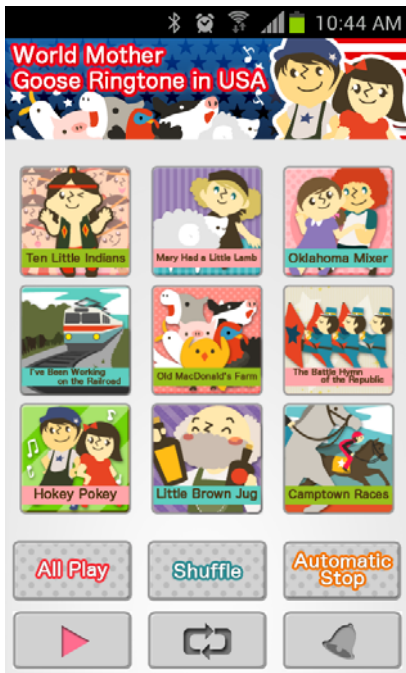 10:44 AM
World Mother
Goose Ringtone in USA
Ten Little Indians
Mary Had a Little Lamb
Oklahoma Mixer
I've Been Working
on the Railroad
Old MacDonald's Farm
The Battle Hymn
of the Republic
Hokey Pokey
Little Brown Jug
Camptown Races
All Play
Shuffle
Automatic
Stop